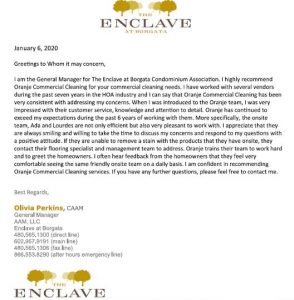 THE
ENCLAVE
AT BORGATA
January 6, 2020
Greetings to Whom it may concern,
I am the General Manager for The Enclave at Borgata Condominium Association. I highly recommend
Oranje Commercial Cleaning for your commercial cleaning needs. I have worked with several vendors
during the past seven years in the HOA industry and I can say that Oranje Commercial Cleaning has been
very consistent with addressing my concerns. When I was introduced to the Oranje team, I was very
impressed with their customer service, knowledge and attention to detail. Oranje has continued to
exceed my expectations during the past 6 years of working with them. More specifically, the onsite
team, Ada and Lourdes are not only efficient but also very pleasant to work with. I appreciate that they
are always smiling and willing to take the time to discuss my concerns and respond to my questions with
a positive attitude. If they are unable to remove a stain with the products that they have onsite, they
contact their flooring specialist and management team to address. Oranje trains their team to work hard
and to greet the homeowners. I often hear feedback from the homeowners that they feel very
comfortable seeing the same friendly onsite team on a daily basis. I am confident in recommending
Oranje Commercial Cleaning services. If you have any further questions, please feel free to contact me.
Best Regards,
Olivia Perkins, CAAM
General Manager
AAM, LLC
Enclave at Borgata
480,565,1300 (direct line)
602,957,9191 (main line)
480,565,1301 (fax line)
866,553,8290 (after hours emergency line)
THE
ENCLAVE